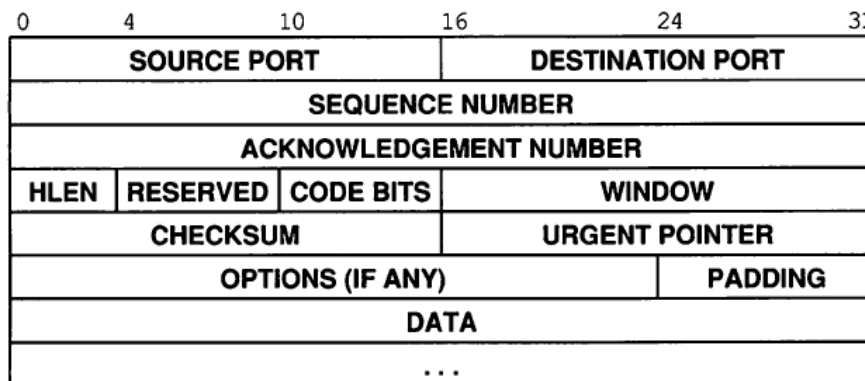 0 4 10 16 24 31
SOURCE PORT DESTINATION PORT
SEQUENCE NUMBER
ACKNOWLEDGEMENT NUMBER
HLEN RESERVED CODE BITS WINDOW
CHECKSUM URGENT POINTER
OPTIONS (IF ANY) PADDING
DATA
...